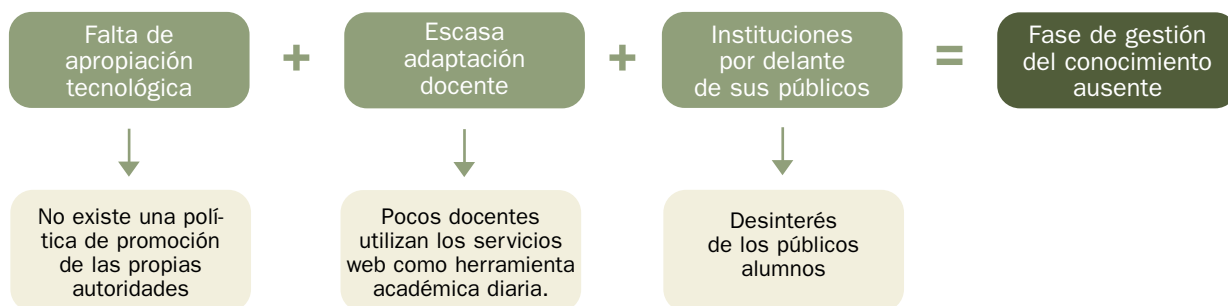 Falta de
apropiación
tecnológica
+
Escasa
adaptación
docente
+
Instituciones
por delante
de sus públicos
=
Fase de gestión
del conocimiento
ausente
No existe una polí-
tica de promoción
de las propias
autoridades
Pocos docentes
utilizan los servicios
web como herramienta
académica diaria.
Desinterés
de los públicos
alumnos